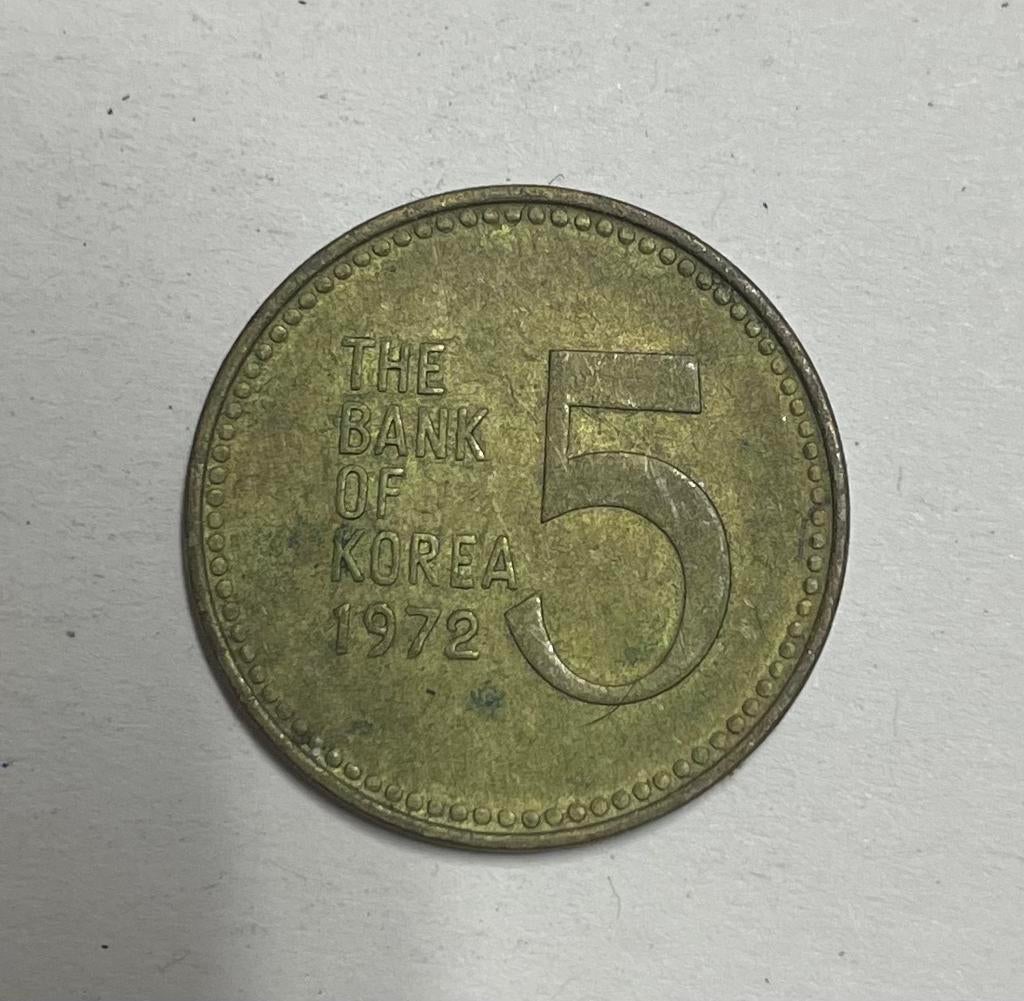 THE
BANK
OF
KOREA
1972
5